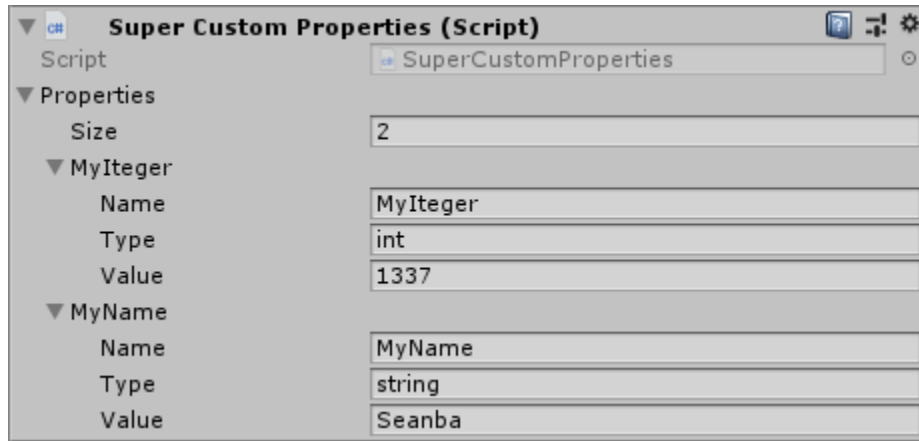 c# Super Custom Properties (Script)
Script SuperCustomProperties
Properties
Size 2
MyIteger
Name MyIteger
Type int
Value 1337
MyName
Name MyName
Type string
Value Seanba